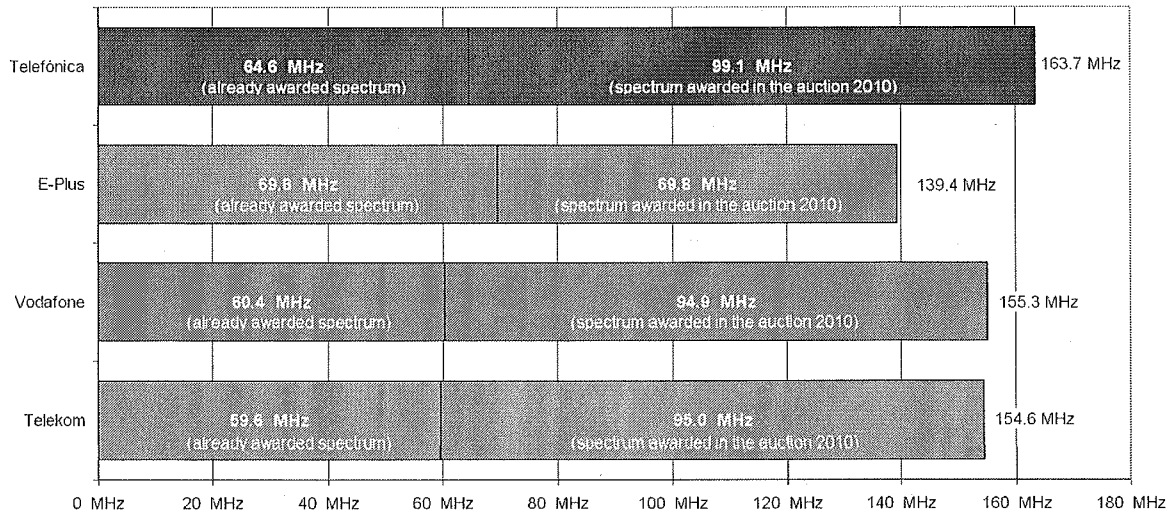 Telefónica
64.6 MHz
(already awarded spectrum)
99.1 MHz
(spectrum awarded in the auction 2010)
163.7 MHz
E-Plus
69.6 MHz
(already awarded spectrum)
69.8 MHz
(spectrum awarded in the auction 2010)
139.4 MHz
Vodafone
60.4 MHz
(already awarded spectrum)
94.9 MHz
(spectrum awarded in the auction 2010)
155.3 MHz
Telekom
59.6 MHz
(already awarded spectrum)
95.0 MHz
(spectrum awarded in the auction 2010)
154.6 MHz
0 MHz 20 MHz 40 MHz 60 MHz 80 MHz 100 MHz 120 MHz 140 MHz 160 MHz 180 MHz